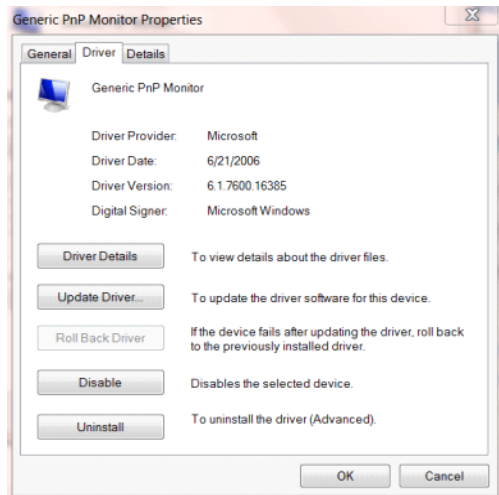 Generic PnP Monitor Properties
General Driver Details
Generic PnP Monitor
Driver Provider: Microsoft
Driver Date: 6/21/2006
Driver Version: 6.1.7600.16385
Digital Signer: Microsoft Windows
Driver Details To view details about the driver files.
Update Driver... To update the driver software for this device.
Roll Back Driver If the device fails after updating the driver, roll back
to the previously installed driver.
Disable Disables the selected device.
Uninstall To uninstall the driver (Advanced).
OK Cancel